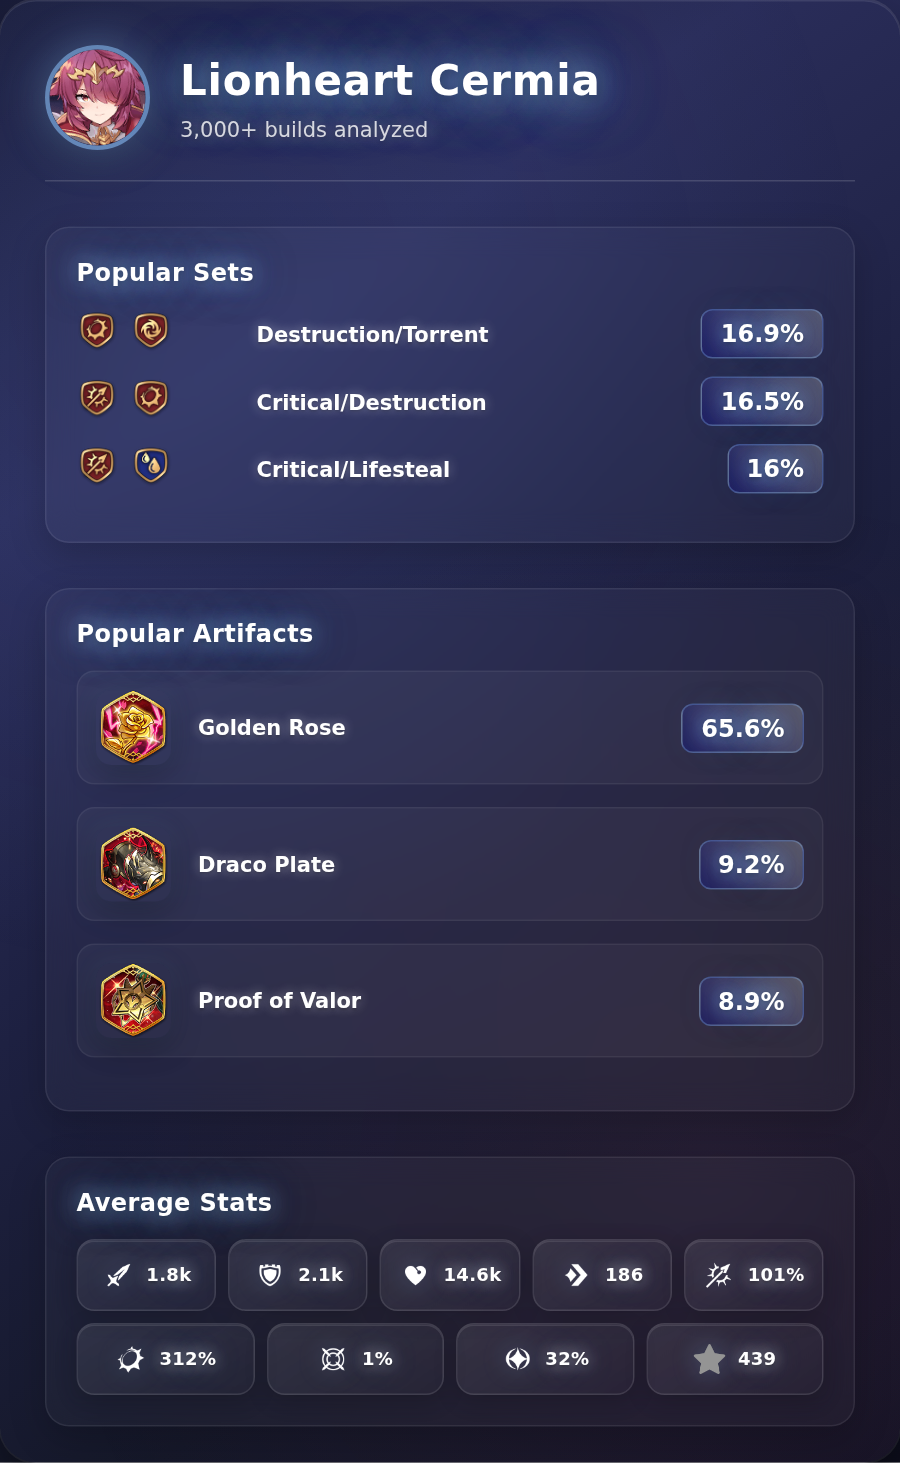 Lionheart Cermia
3,000+ builds analyzed
Popular Sets
Destruction/Torrent 16.9%
Critical/Destruction 16.5%
Critical/Lifesteal 16%
Popular Artifacts
Golden Rose 65.6%
Draco Plate 9.2%
Proof of Valor 8.9%
Average Stats
1.8k 2.1k 14.6k 186 101%
312% 1% 32% 439